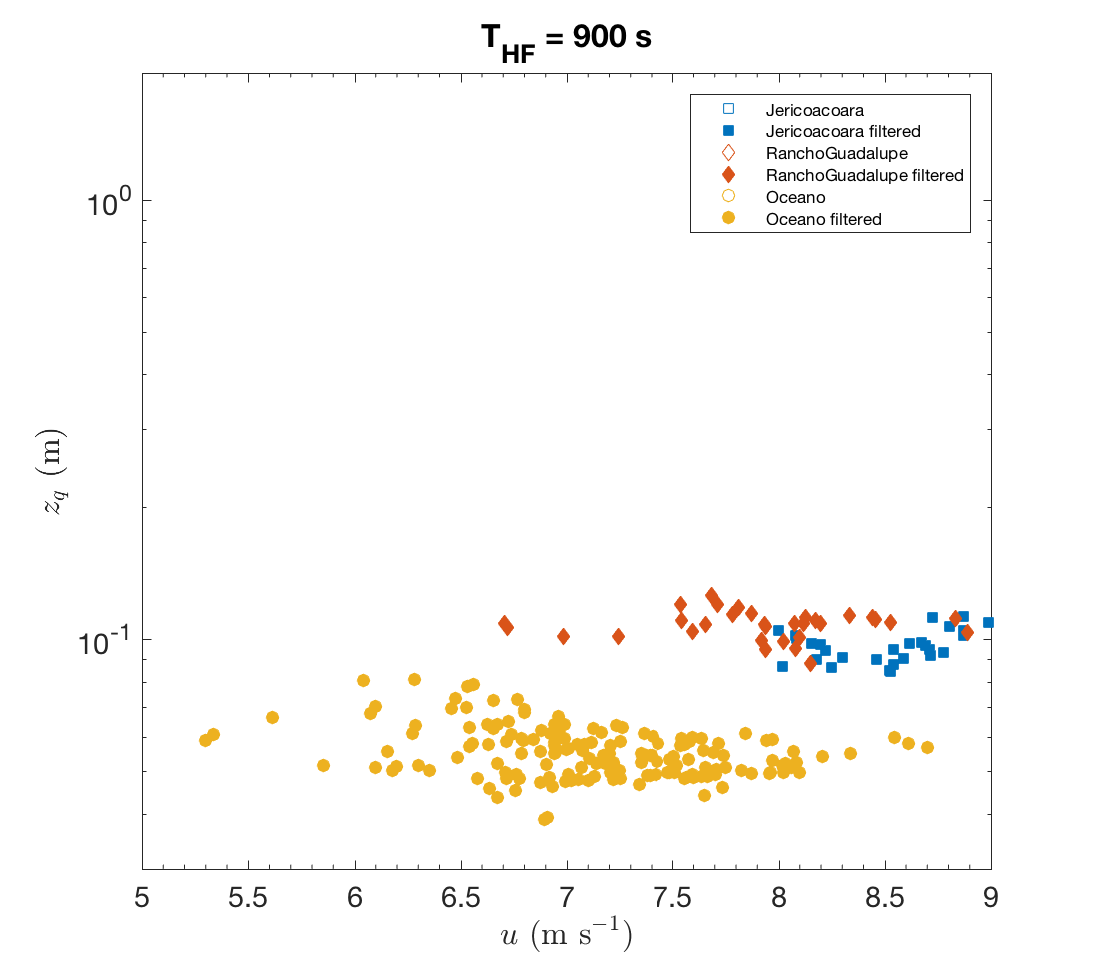 T_HF = 900 s
Jericoacoara
Jericoacoara filtered
RanchoGuadalupe
RanchoGuadalupe filtered
Oceano
Oceano filtered
10^0
10^-1
z_q (m)
5 5.5 6 6.5 7 7.5 8 8.5 9
u (m s^−1)